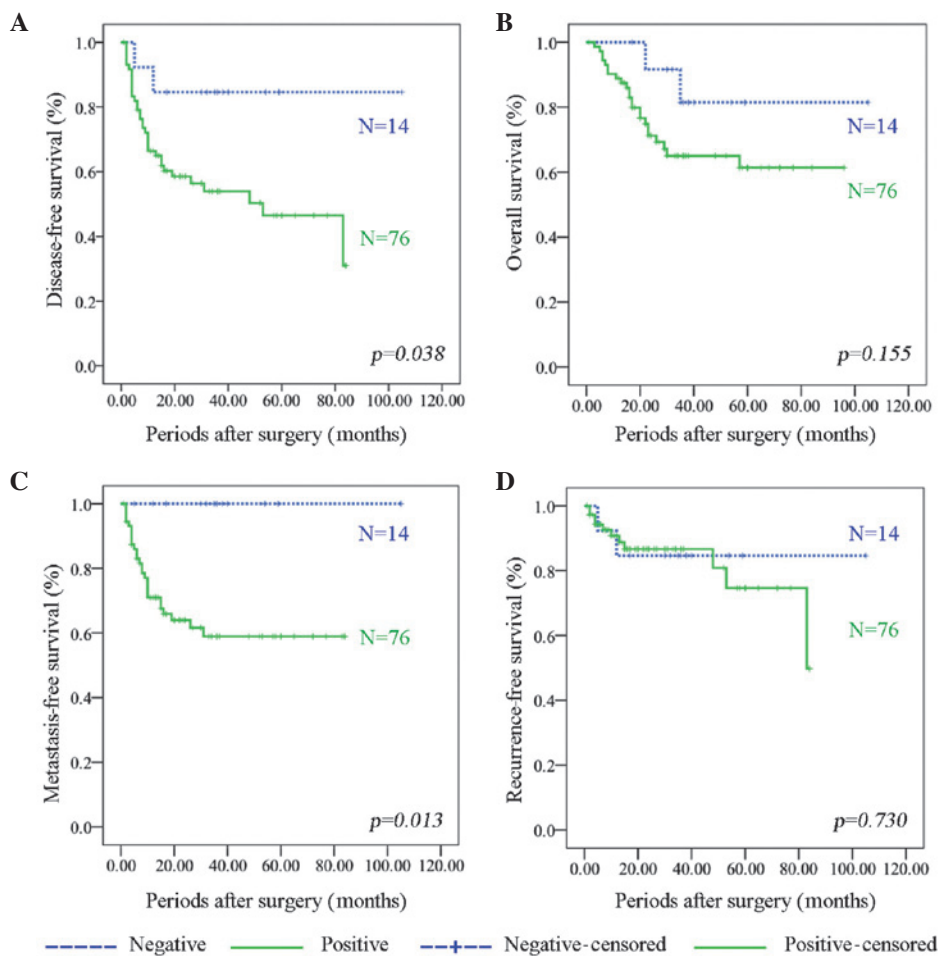 A
Disease-free survival (%)
1.0
0.8
0.6
0.4
0.2
0.0
N=14
N=76
p=0.038
0.00 20.00 40.00 60.00 80.00 100.00 120.00
Periods after surgery (months)
B
Overall survival (%)
1.0
0.8
0.6
0.4
0.2
0.0
N=14
N=76
p=0.155
0.00 20.00 40.00 60.00 80.00 100.00 120.00
Periods after surgery (months)
C
Metastasis-free survival (%)
1.0
0.8
0.6
0.4
0.2
0.0
N=14
N=76
p=0.013
0.00 20.00 40.00 60.00 80.00 100.00 120.00
Periods after surgery (months)
D
Recurrence-free survival (%)
1.0
0.8
0.6
0.4
0.2
0.0
N=14
N=76
p=0.730
0.00 20.00 40.00 60.00 80.00 100.00 120.00
Periods after surgery (months)
Negative Positive Negative-censored Positive-censored